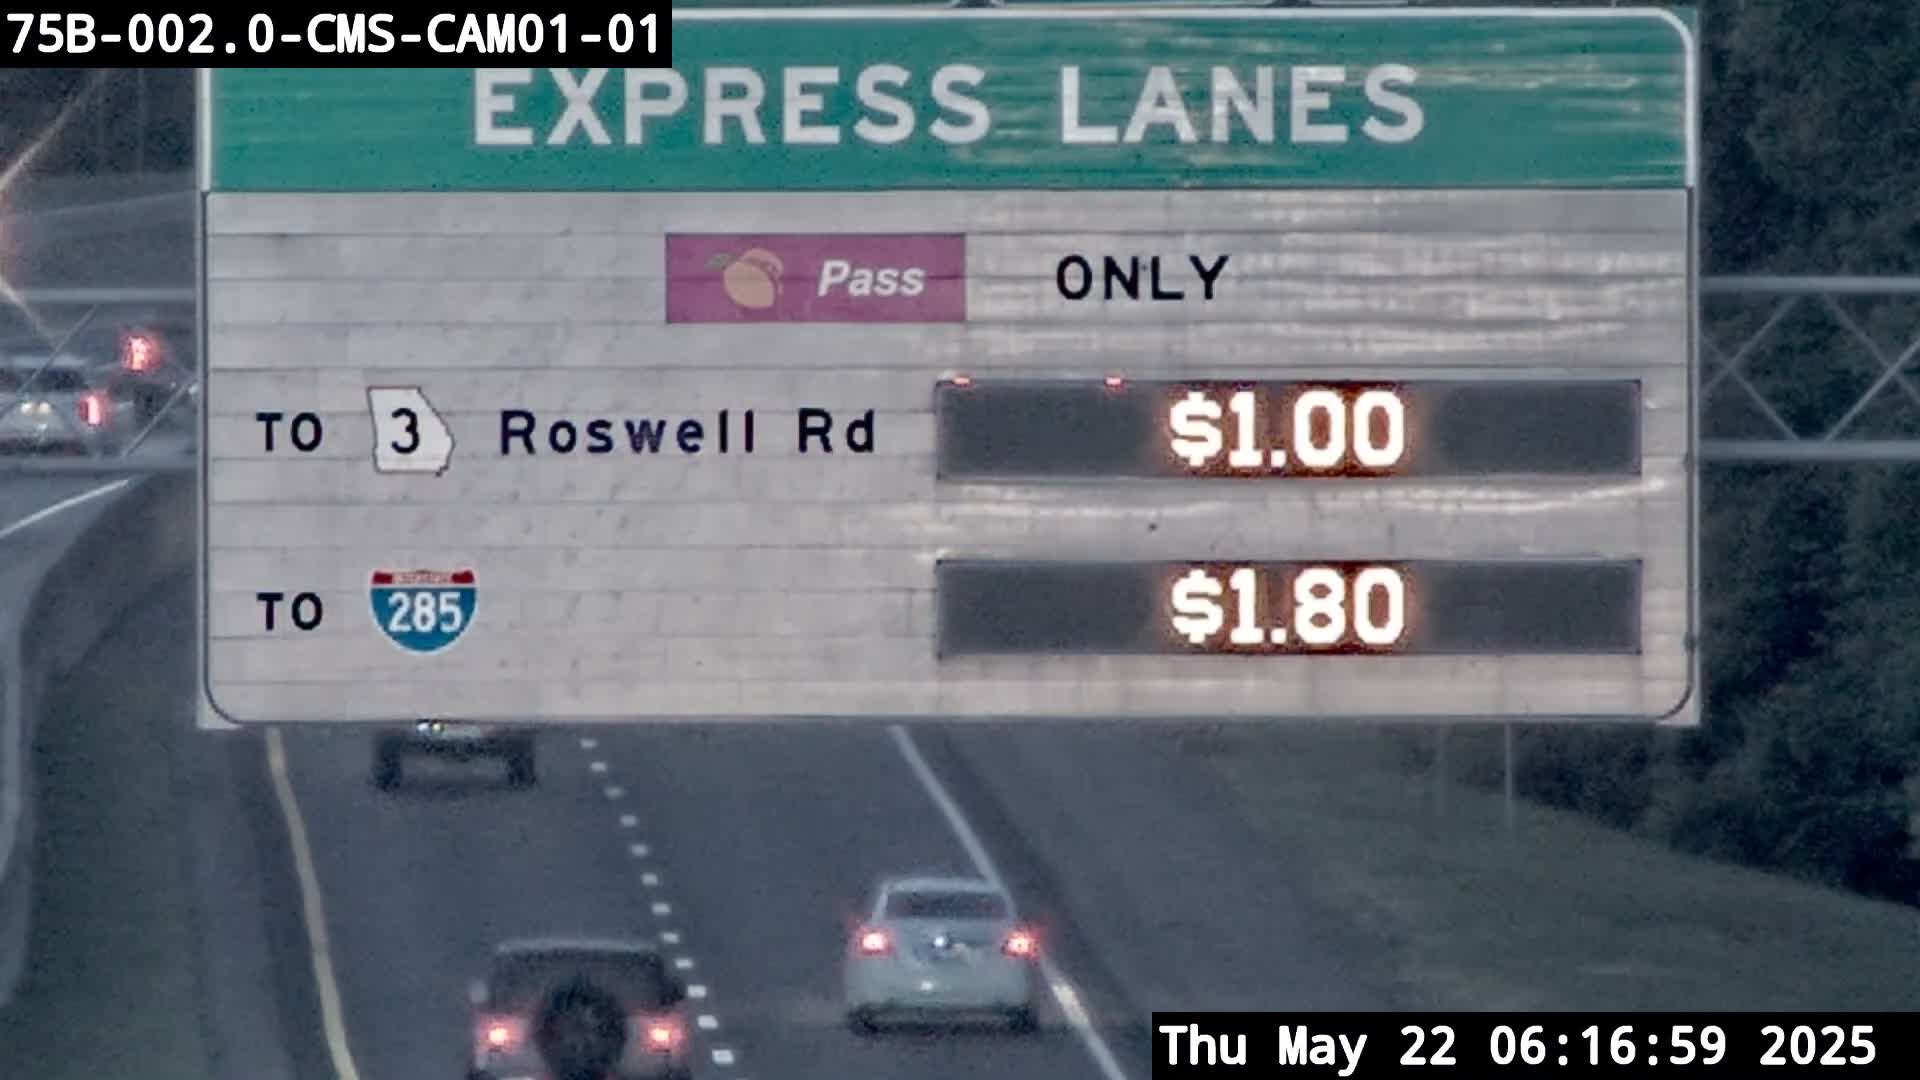 75B-002.0-CMS-CAM01-01
EXPRESS LANES
Pass ONLY
TO 3 Roswell Rd $1.00
TO 285 $1.80
Thu May 22 06:16:59 2025